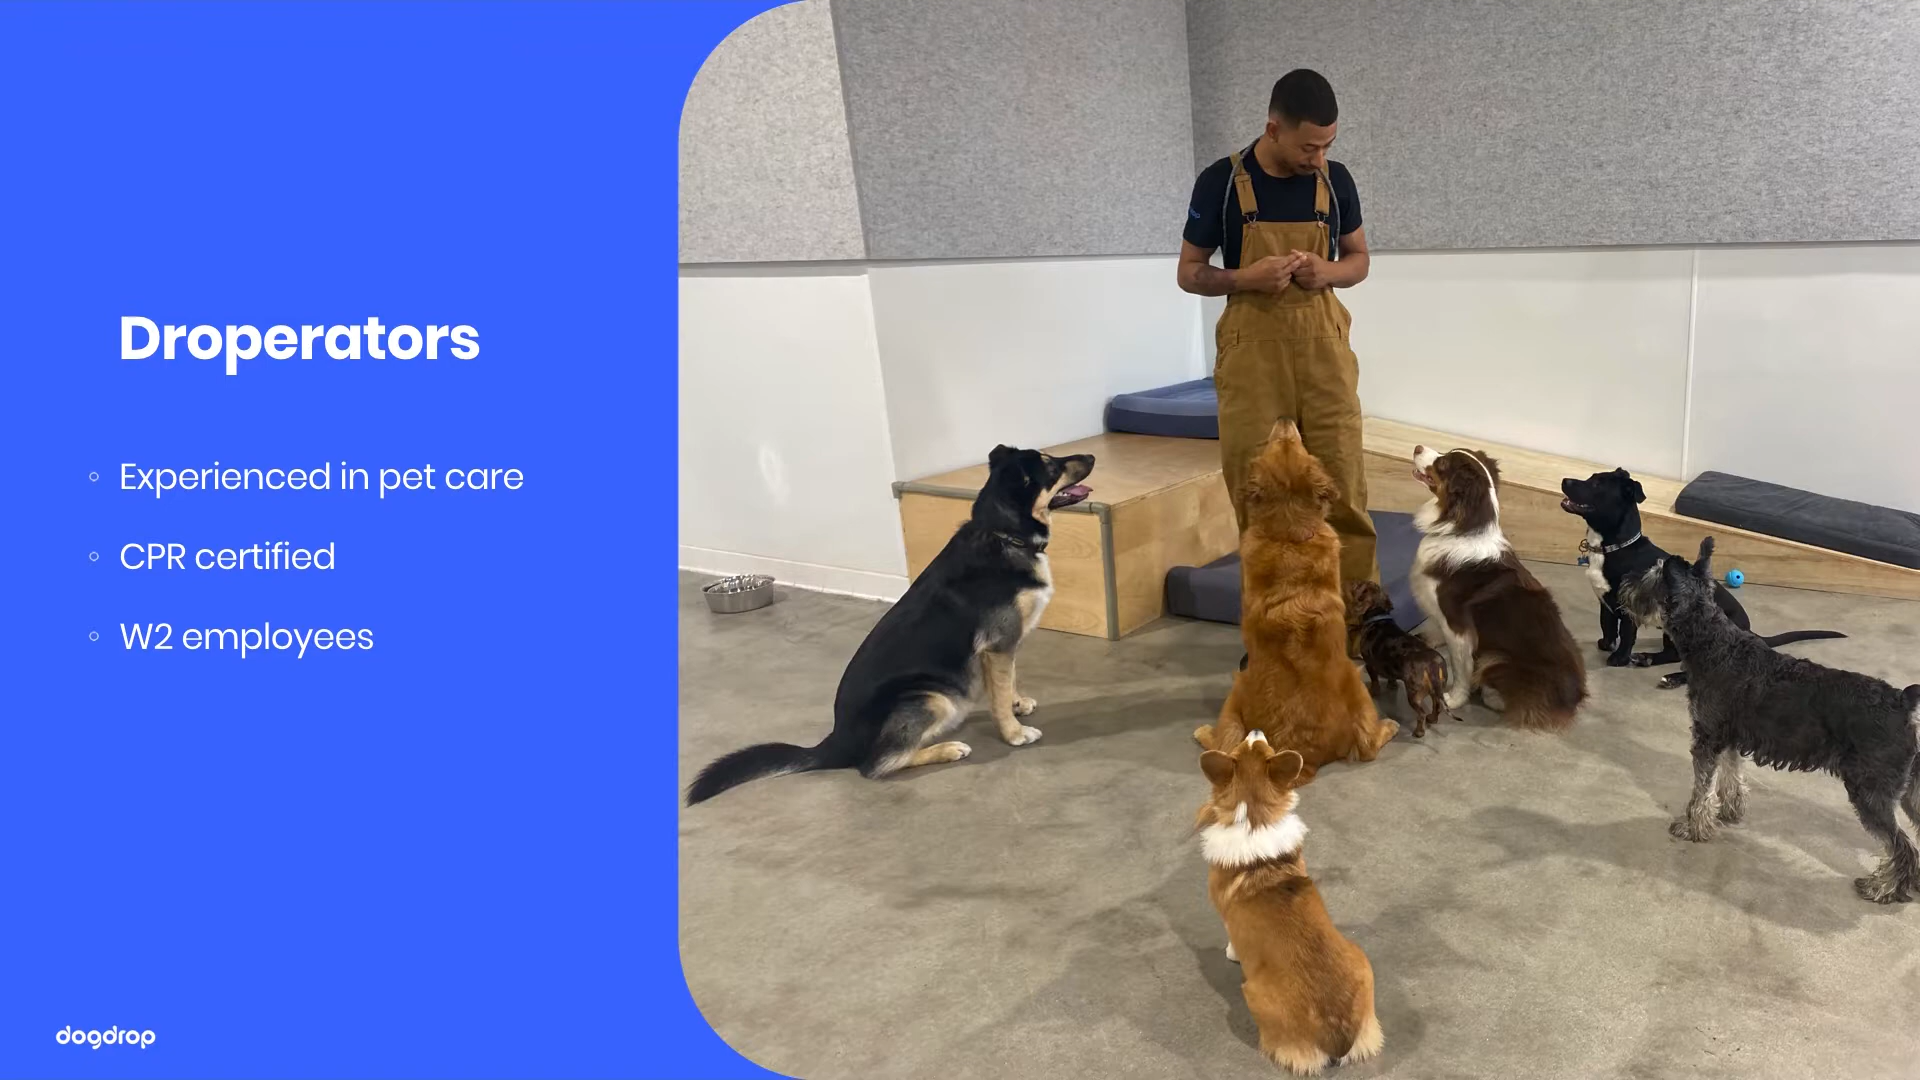 Droperators
Experienced in pet care
CPR certified
W2 employees
dogdrop